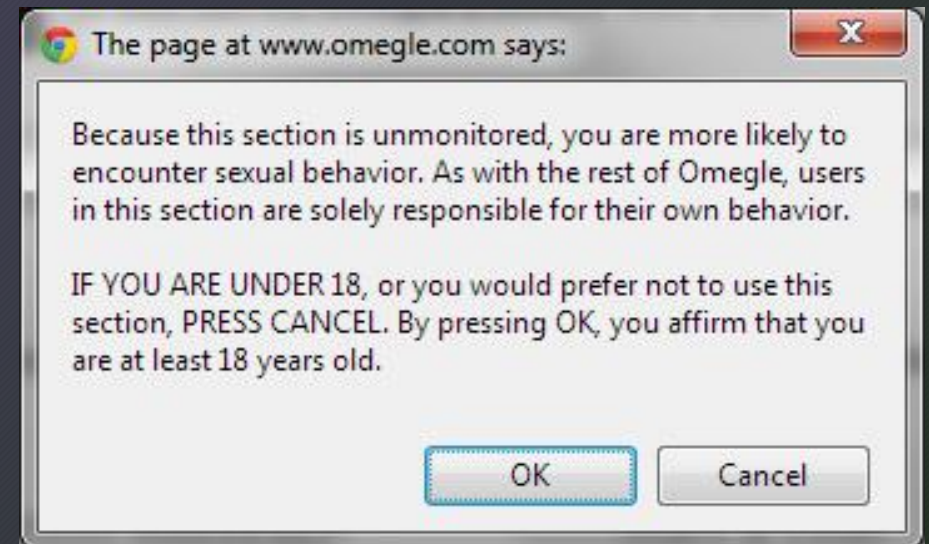 The page at www.omegle.com says:
Because this section is unmonitored, you are more likely to
encounter sexual behavior. As with the rest of Omegle, users
in this section are solely responsible for their own behavior.
IF YOU ARE UNDER 18, or you would prefer not to use this
section, PRESS CANCEL. By pressing OK, you affirm that you
are at least 18 years old.
OK
Cancel